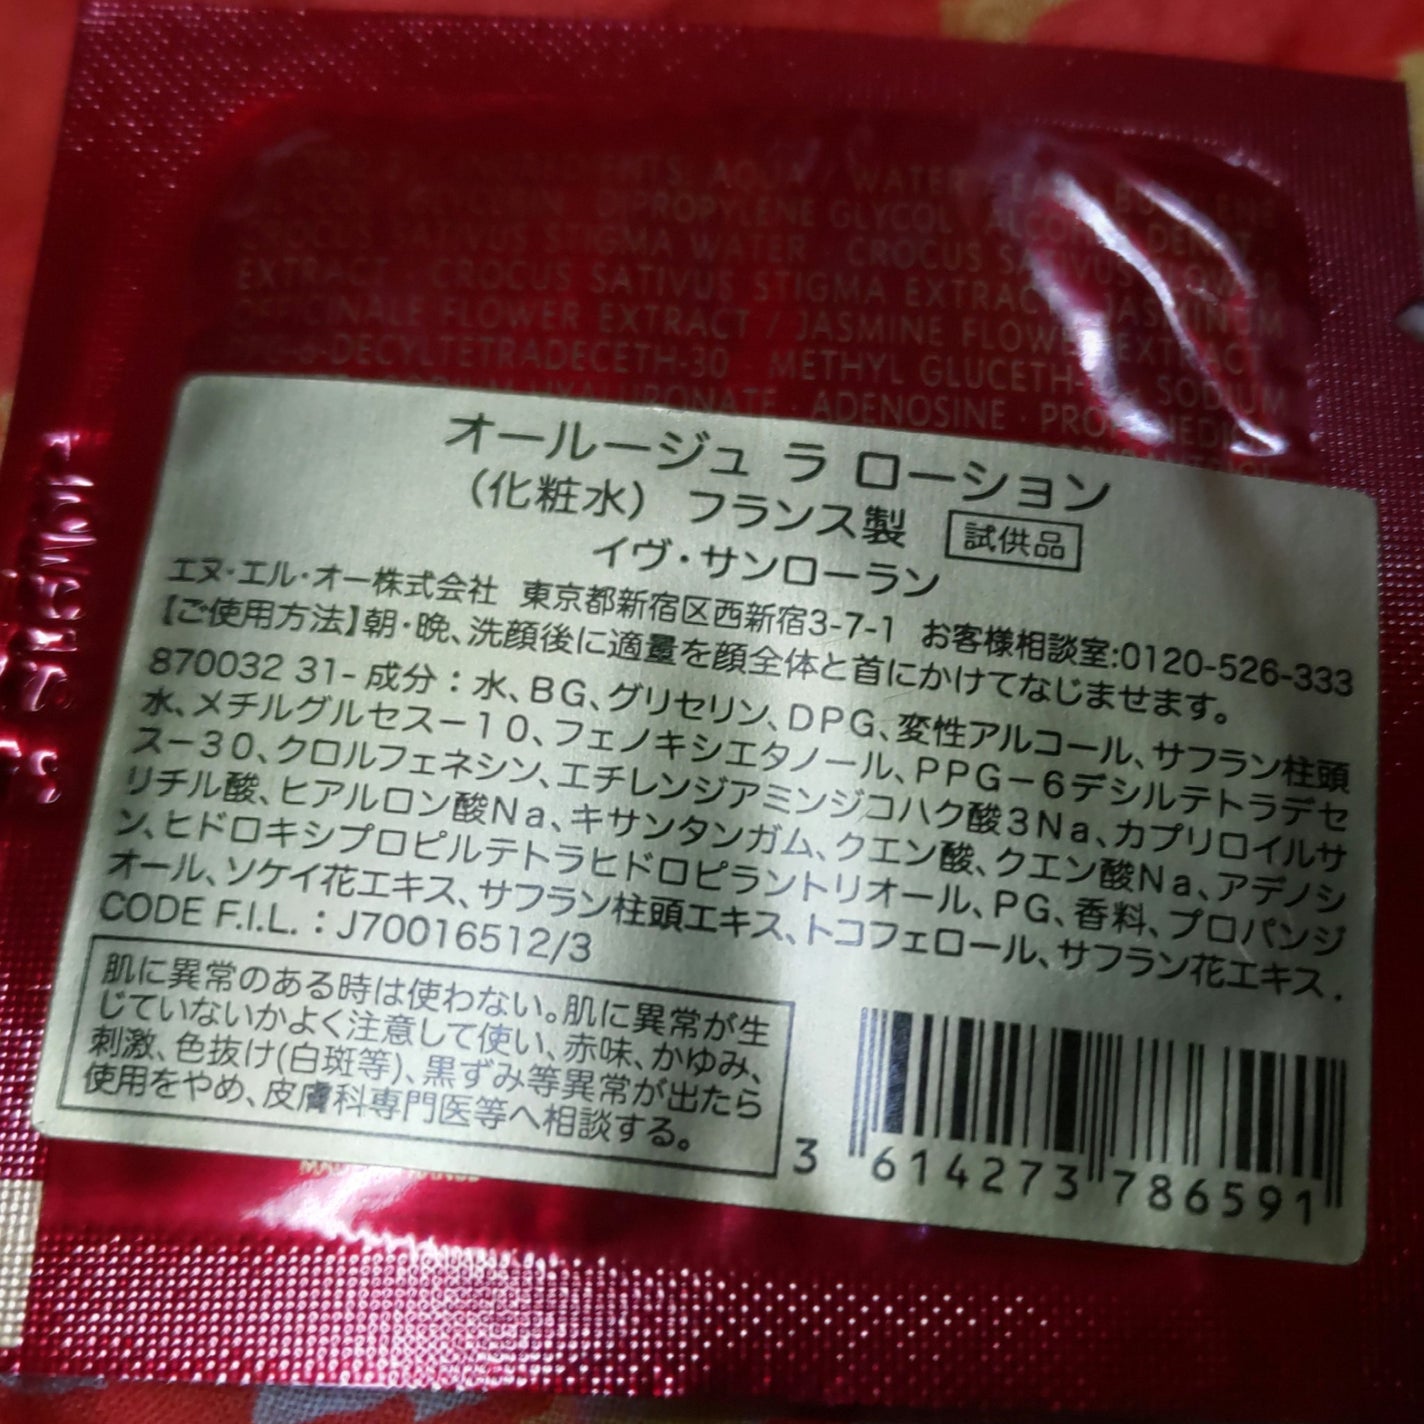 INGREDIENTS: AQUA / WATER
GLYCOL · GLYCERIN · DIPROPYLENE GLYCOL · ALCOHOL DENAT.
CROCUS SATIVUS STIGMA WATER · CROCUS SATIVUS FLOWER
EXTRACT · CROCUS SATIVUS STIGMA EXTRACT · JASMINUM
OFFICINALE FLOWER EXTRACT / JASMINE FLOWER EXTRACT
PPG-6-DECYLTETRADECETH-30 · METHYL GLUCETH- SODIUM
SODIUM HYALURONATE · ADENOSINE ·
オールージュ ラ ローション
（化粧水） フランス製 試供品
イヴ・サンローラン
エヌ・エル・オー株式会社 東京都新宿区西新宿3-7-1 お客様相談室:0120-526-333
【ご使用方法】朝・晩、洗顔後に適量を顔全体と首にかけてなじませます。
870032 31- 成分：水、BG、グリセリン、DPG、変性アルコール、サフラン柱頭
水、メチルグルセス－10、フェノキシエタノール、PPG－6デシルテトラデセ
ス－30、クロルフェネシン、エチレンジアミンジコハク酸3Na、カプリロイルサ
リチル酸、ヒアルロン酸Na、キサンタンガム、クエン酸、クエン酸Na、アデノシ
ン、ヒドロキシプロピルテトラヒドロピラントリオール、PG、香料、プロパンジ
オール、ソケイ花エキス、サフラン柱頭エキス、トコフェロール、サフラン花エキス.
CODE F.I.L. : J70016512/3
肌に異常のある時は使わない。肌に異常が生
じていないかよく注意して使い、赤味、かゆみ、
刺激、色抜け(白斑等)、黒ずみ等異常が出たら
使用をやめ、皮膚科専門医等へ相談する。
3 614273 786591